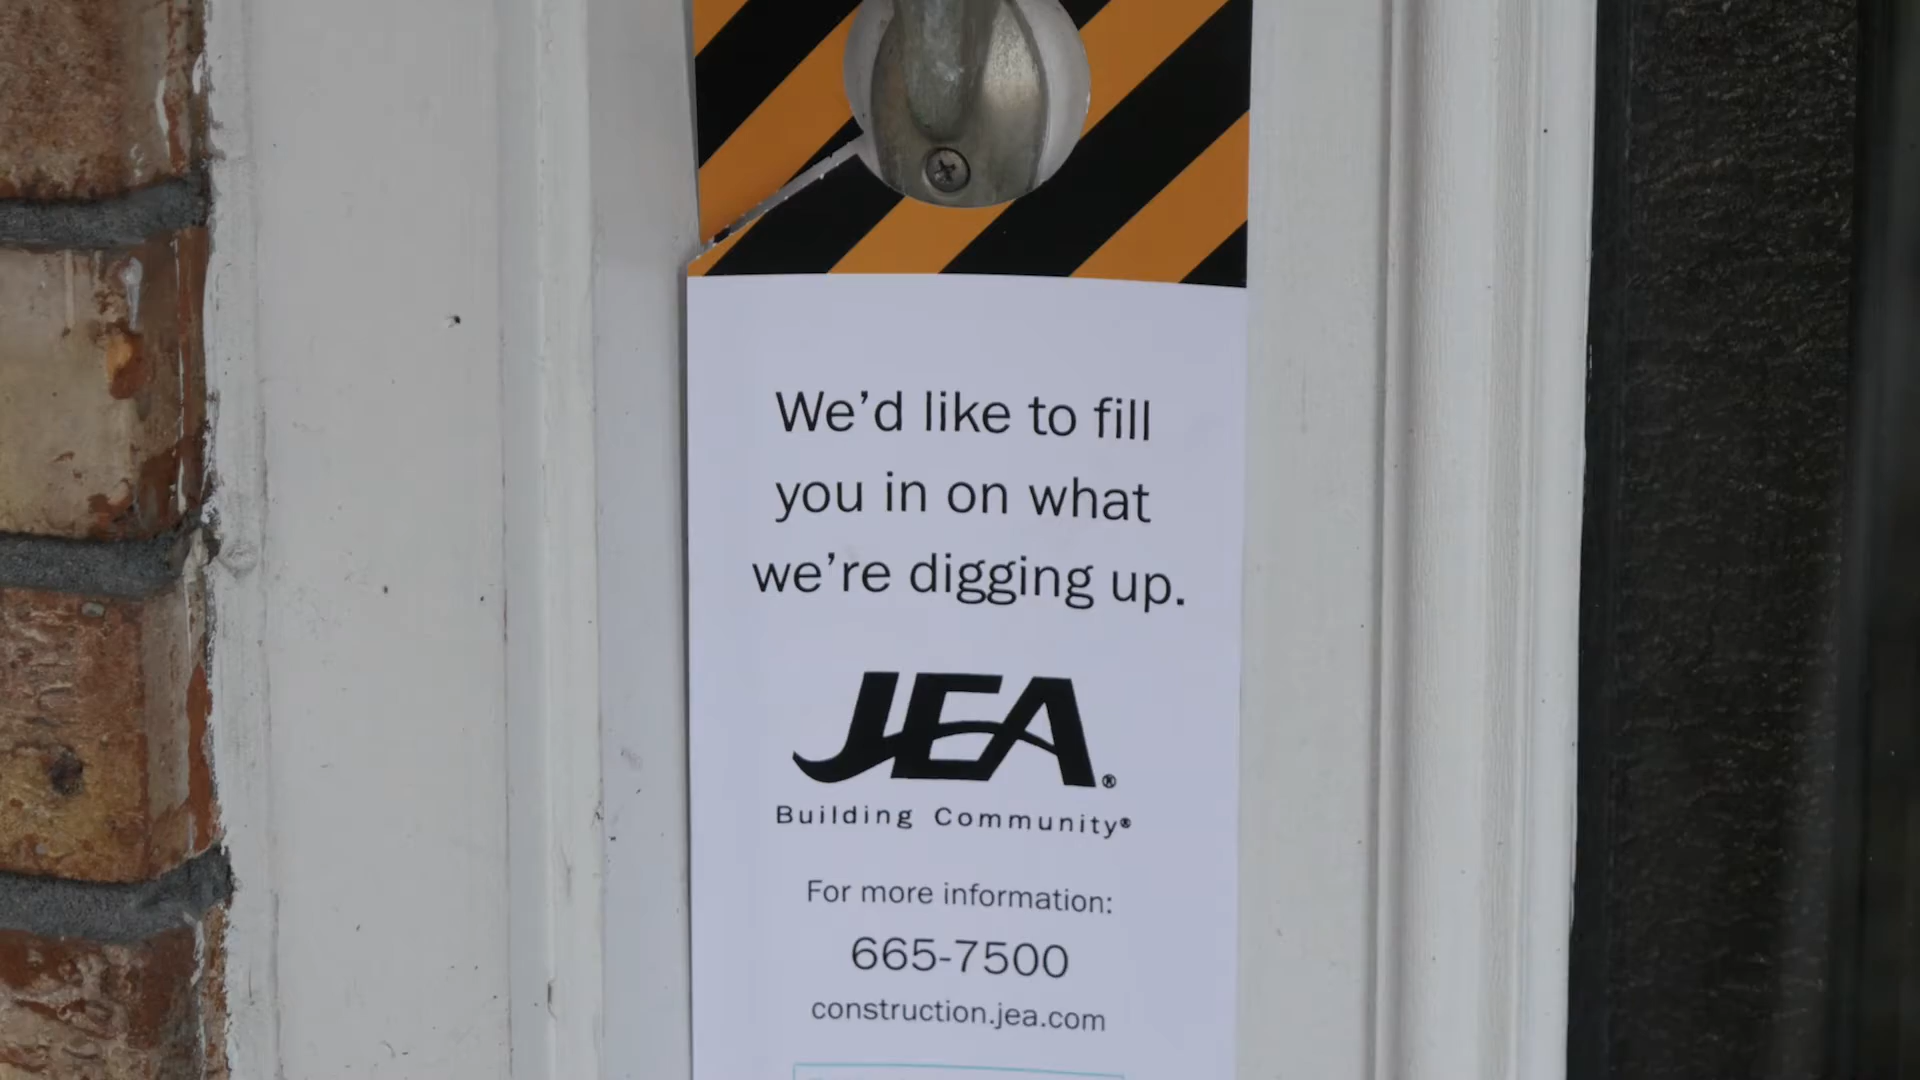 We’d like to fill
you in on what
we’re digging up.
JEA®
Building Community®
For more information:
665-7500
construction.jea.com